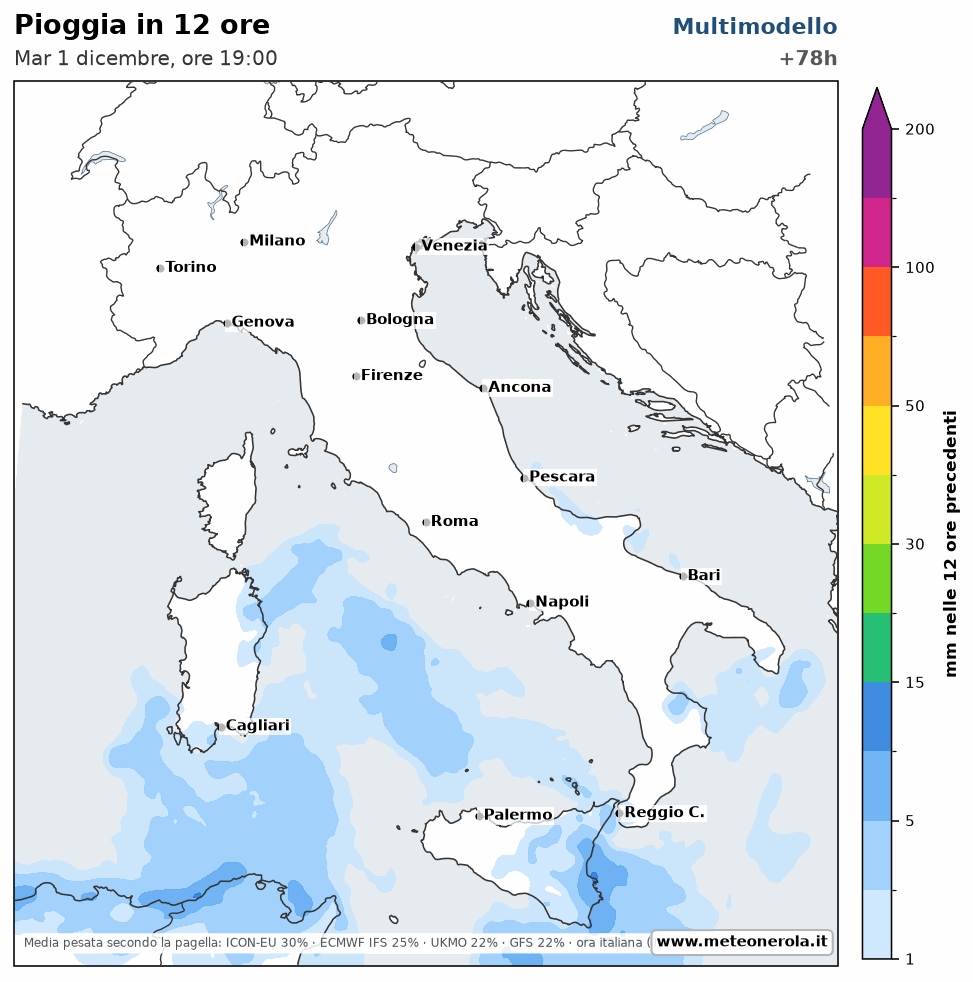 Pioggia in 12 ore
Multimodello
Mar 1 dicembre, ore 19:00
+78h
200
100
50
30
15
5
1
mm nelle 12 ore precedenti
Milano
Venezia
Torino
Genova
Bologna
Firenze
Ancona
Pescara
Roma
Bari
Napoli
Cagliari
Palermo
Reggio C.
Media pesata secondo la pagella: ICON-EU 30% · ECMWF IFS 25% · UKMO 22% · GFS 22% · ora italiana (
www.meteonerola.it